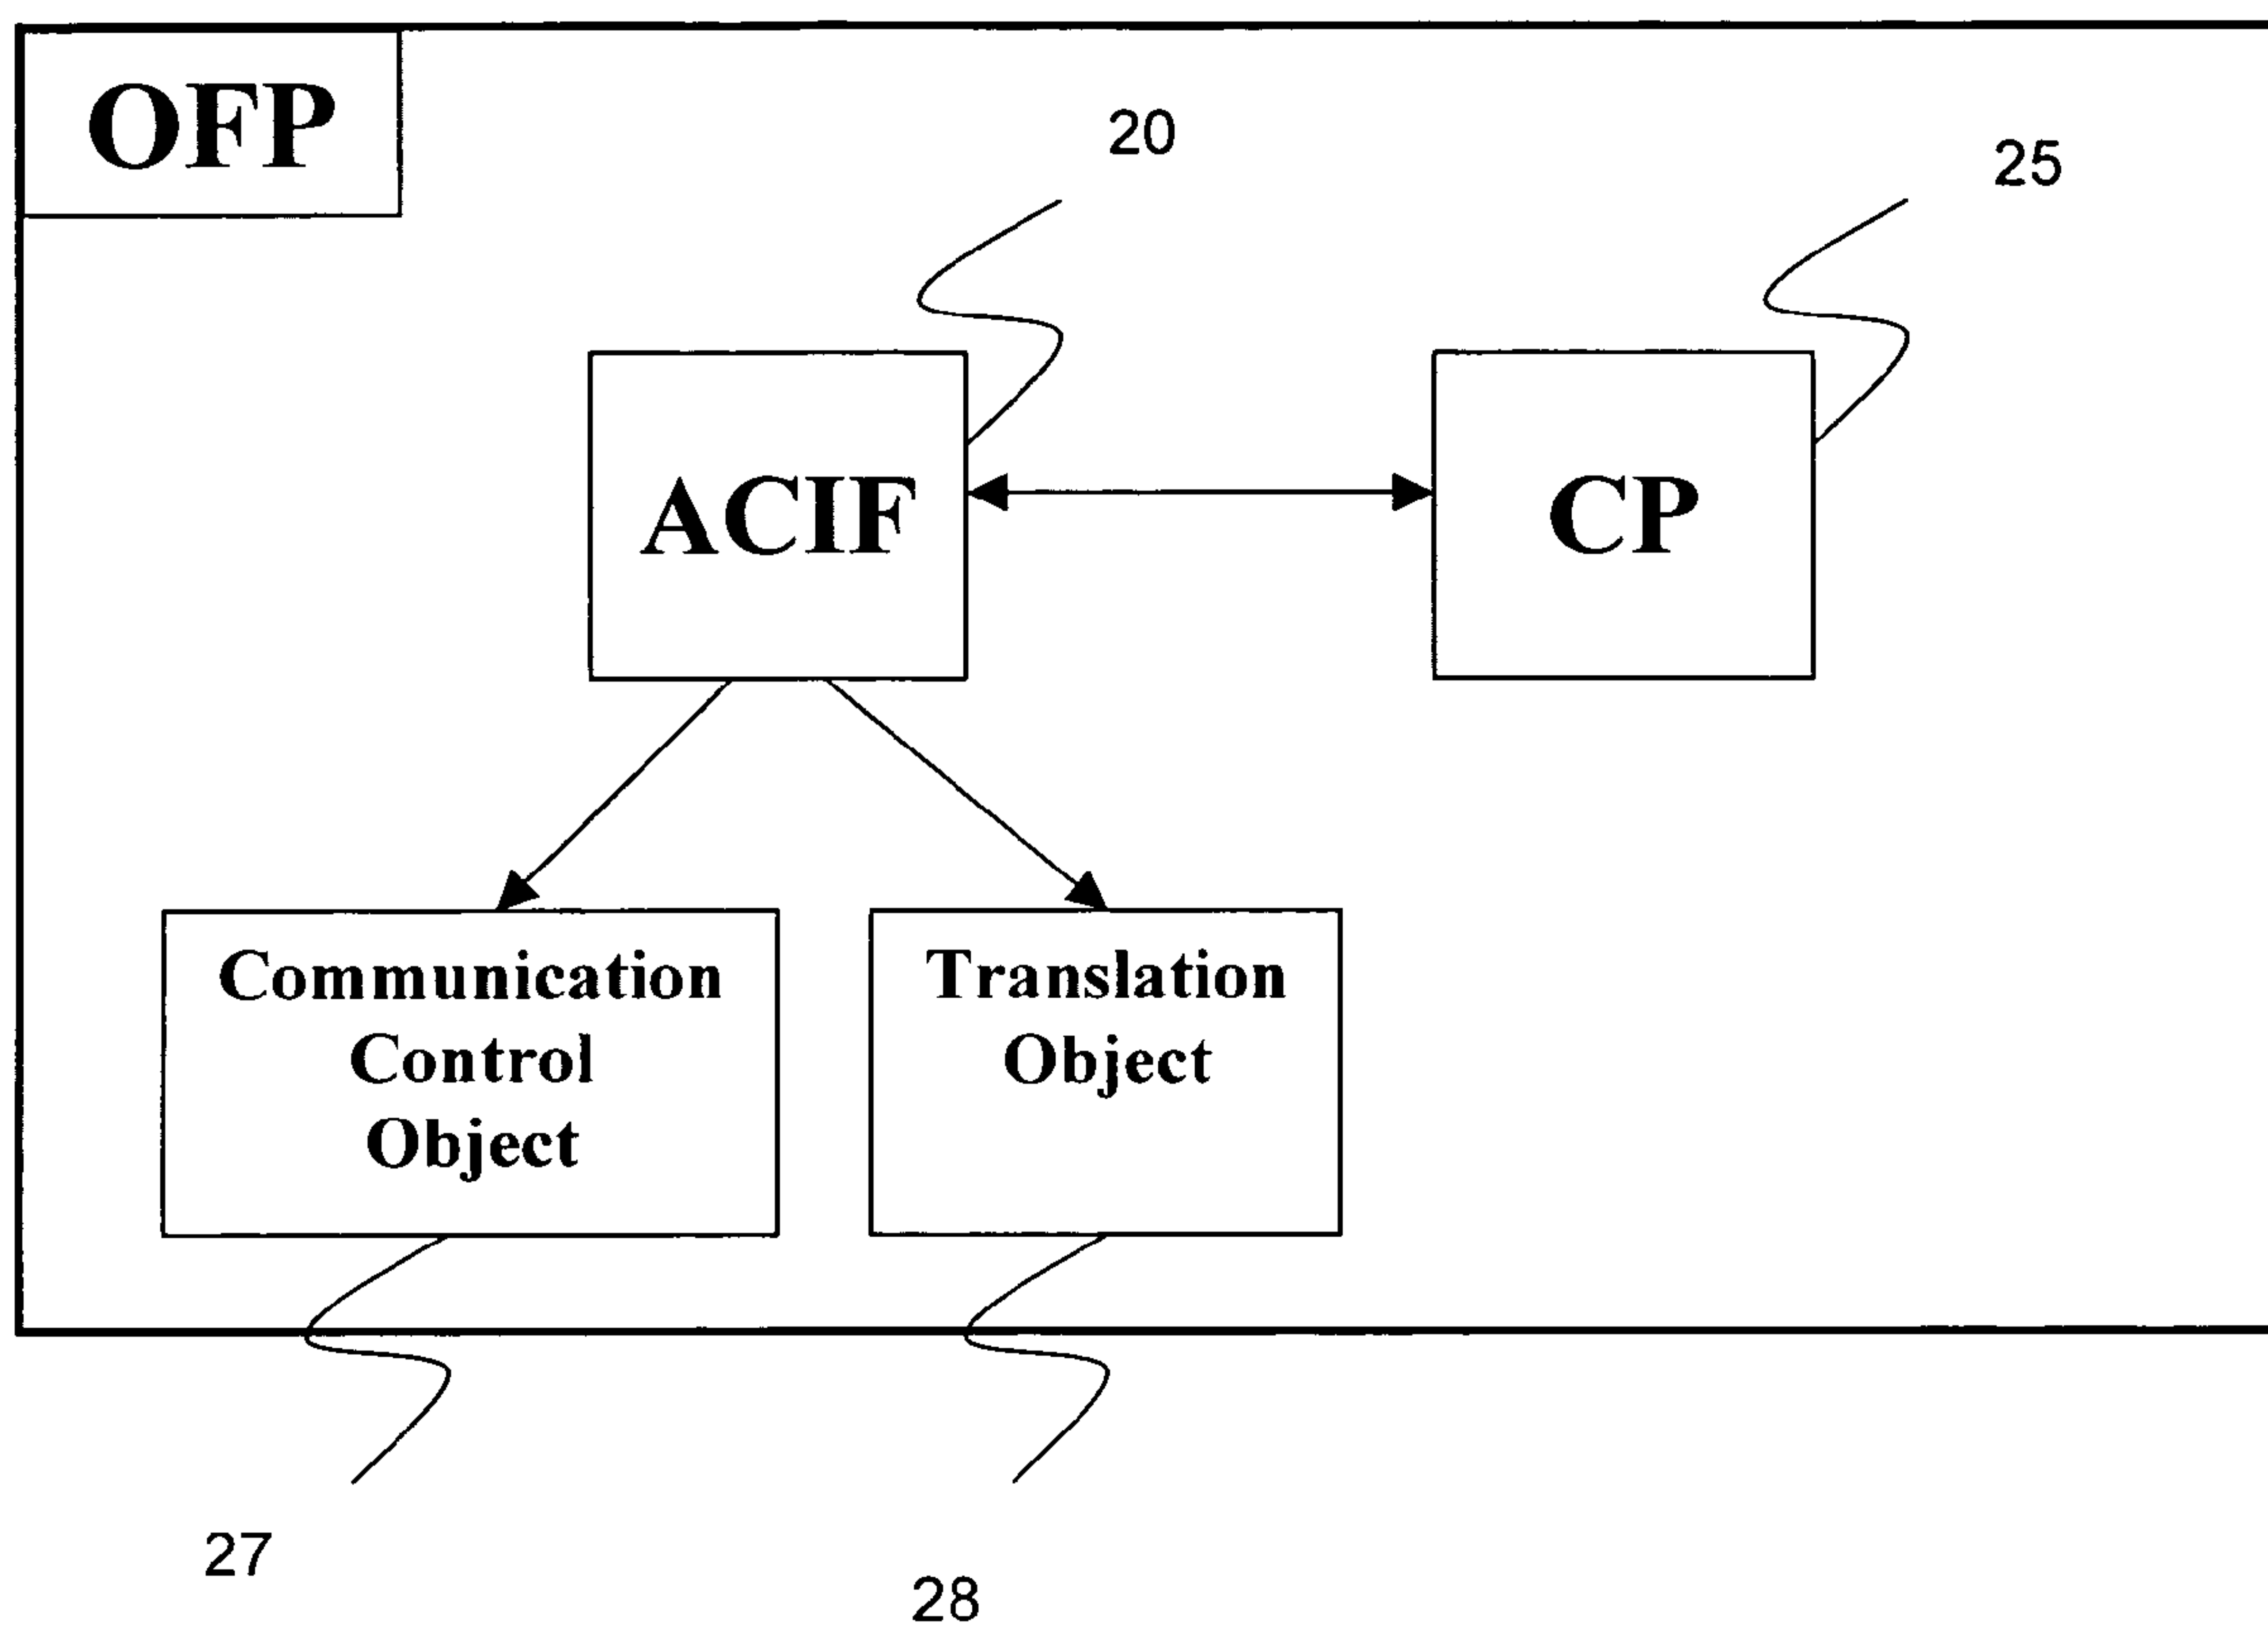 OFP
20
25
ACIF
CP
Communication
Control
Object
Translation
Object
27
28